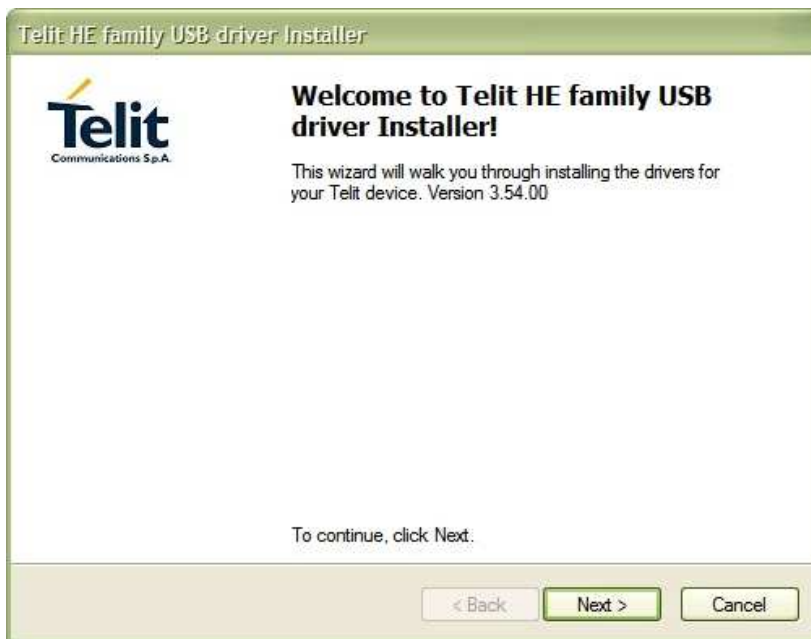 Telit HE family USB driver Installer
Telit
Communications S.p.A.
Welcome to Telit HE family USB
driver Installer!
This wizard will walk you through installing the drivers for
your Telit device. Version 3.54.00
To continue, click Next.
< Back
Next >
Cancel